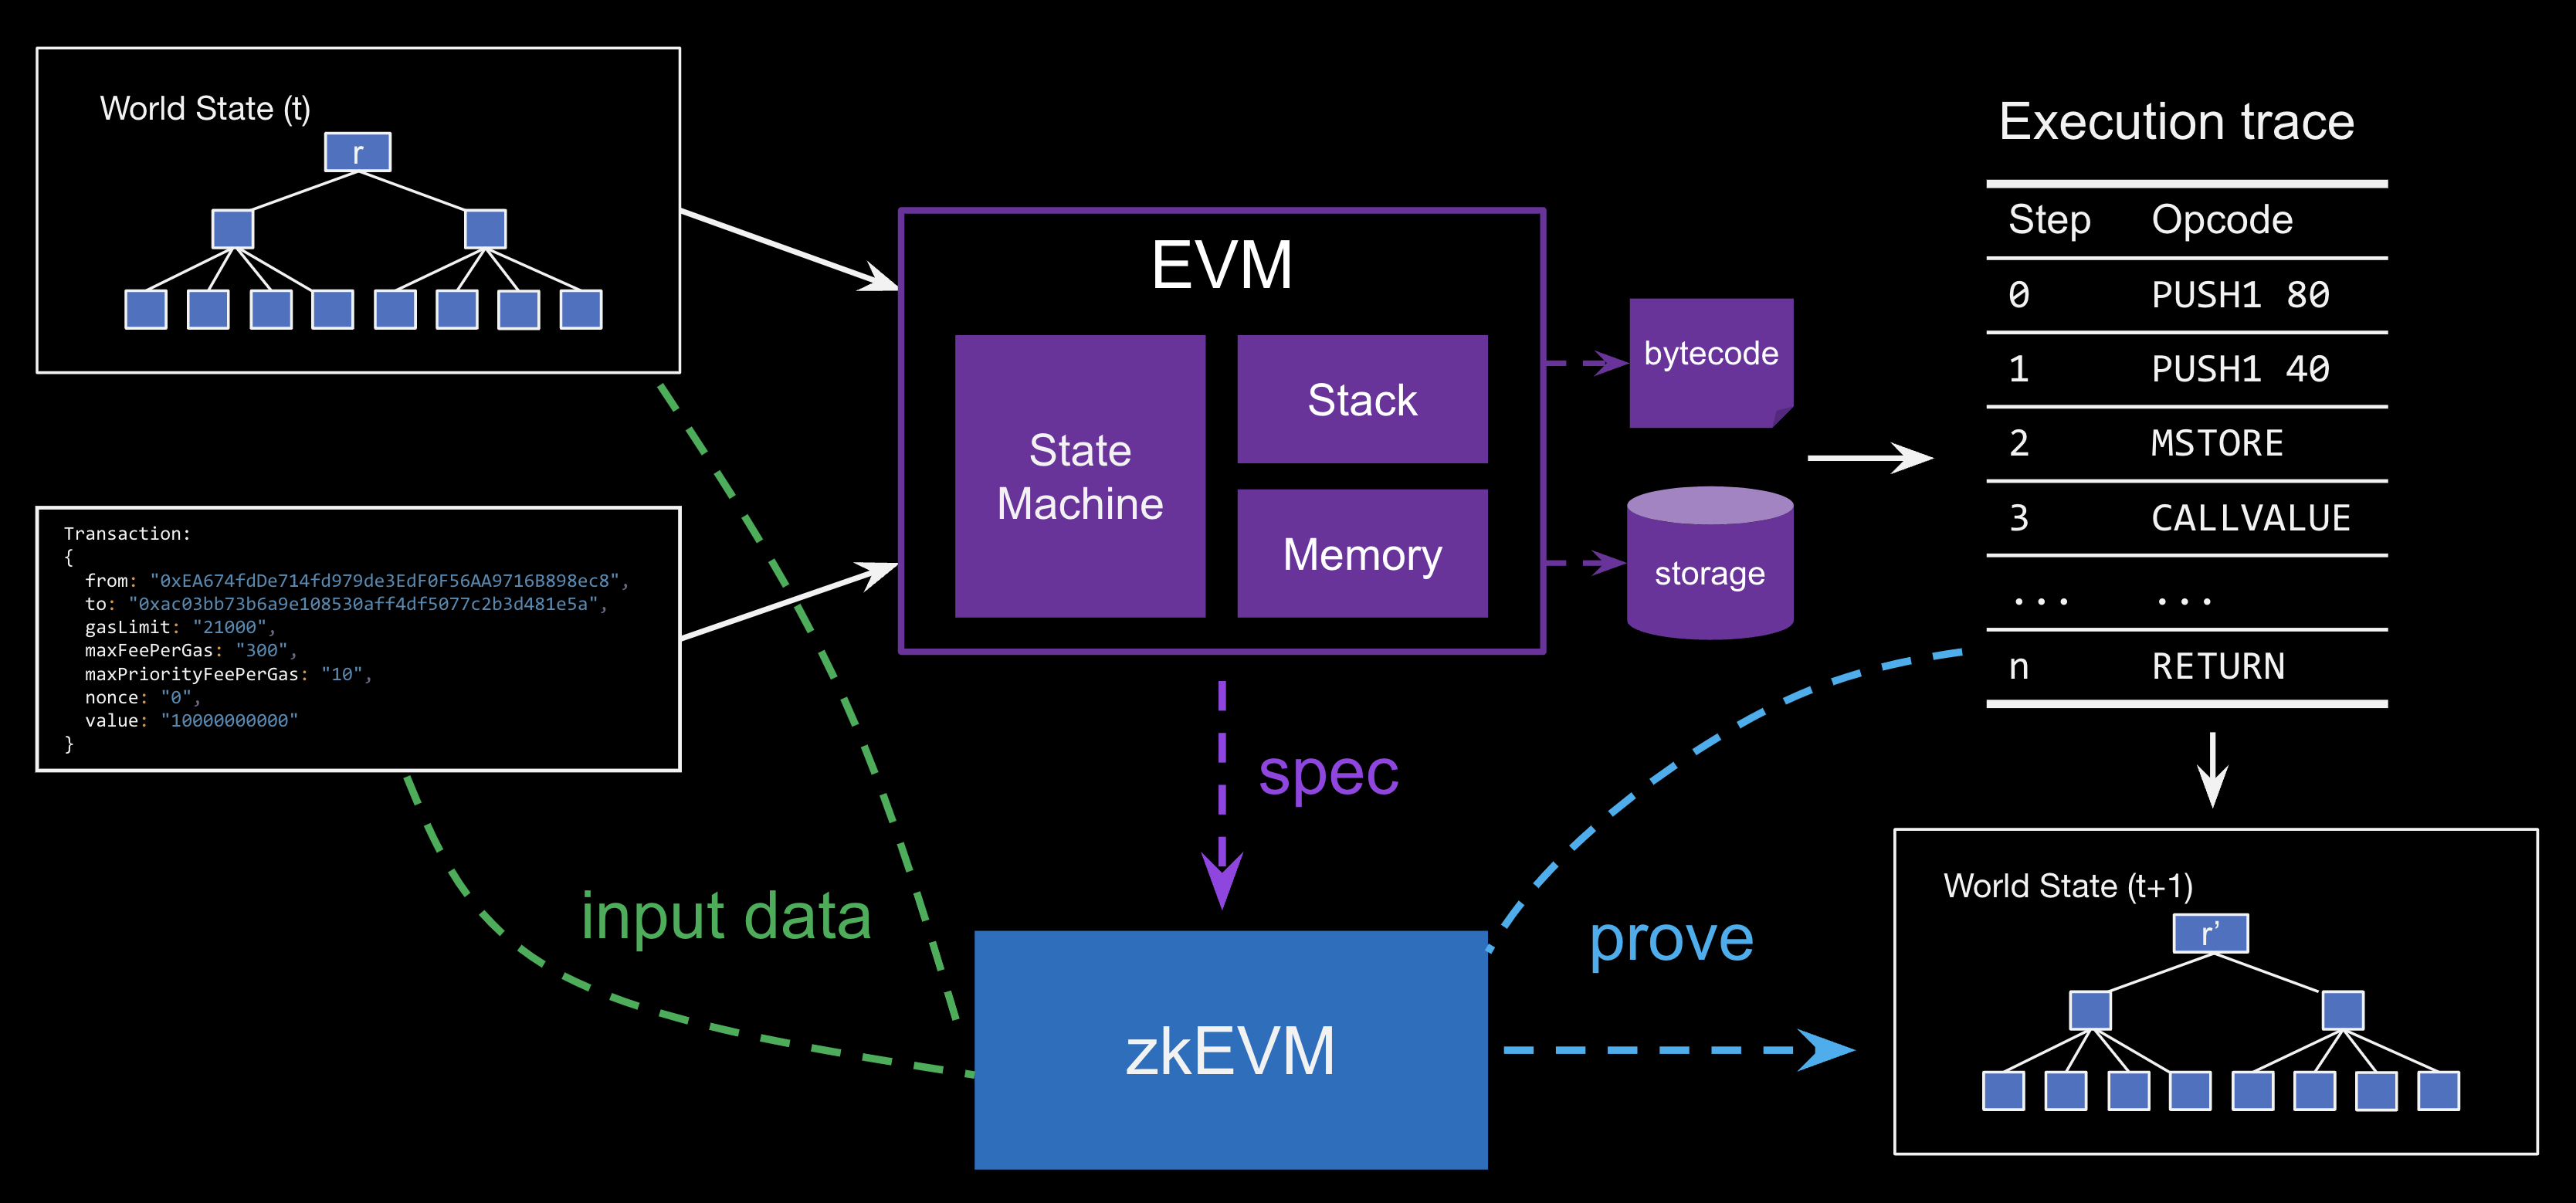 World State (t)
r
Transaction:
{
from: "0xEA674fdDe714fd979de3EdF0F56AA9716B898ec8",
to: "0xac03bb73b6a9e108530aff4df5077c2b3d481e5a",
gasLimit: "21000",
maxFeePerGas: "300",
maxPriorityFeePerGas: "10",
nonce: "0",
value: "10000000000"
}
EVM
State
Machine
Stack
Memory
bytecode
storage
Execution trace
Step Opcode
0 PUSH1 80
1 PUSH1 40
2 MSTORE
3 CALLVALUE
... ...
n RETURN
spec
input data
prove
zkEVM
World State (t+1)
r’